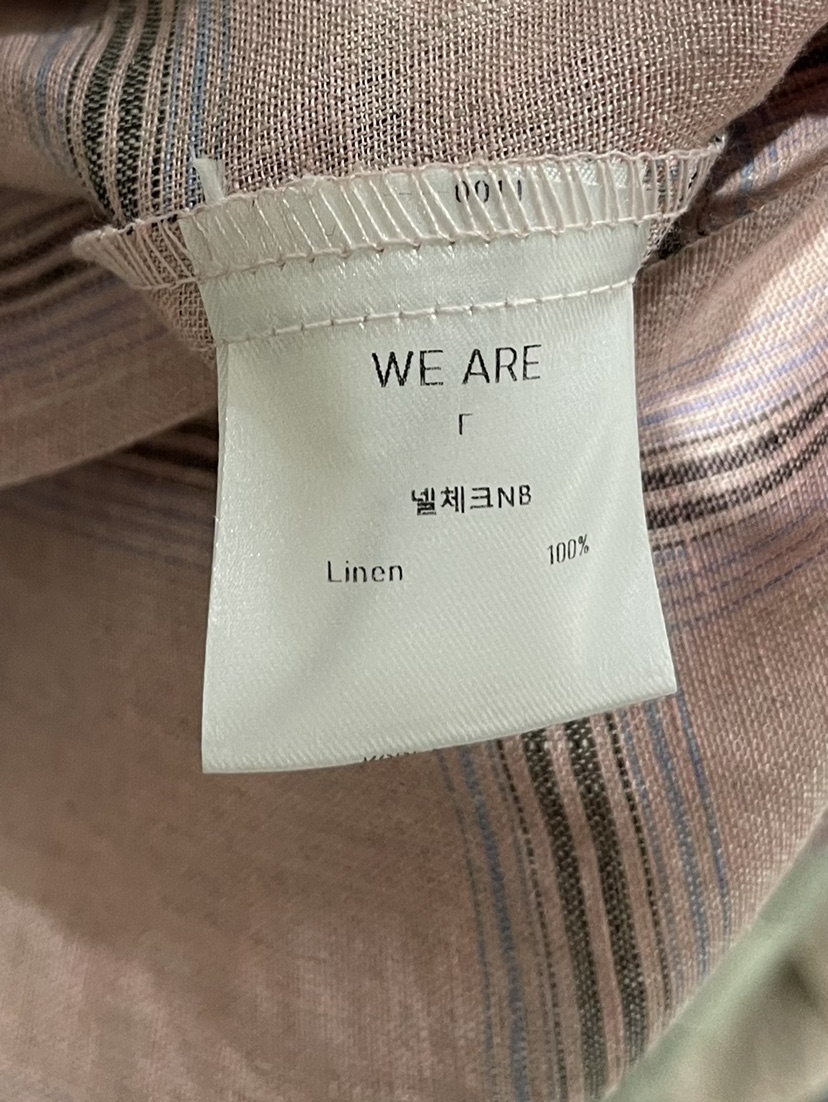 WE ARE
F
넬체크NB
Linen 100%